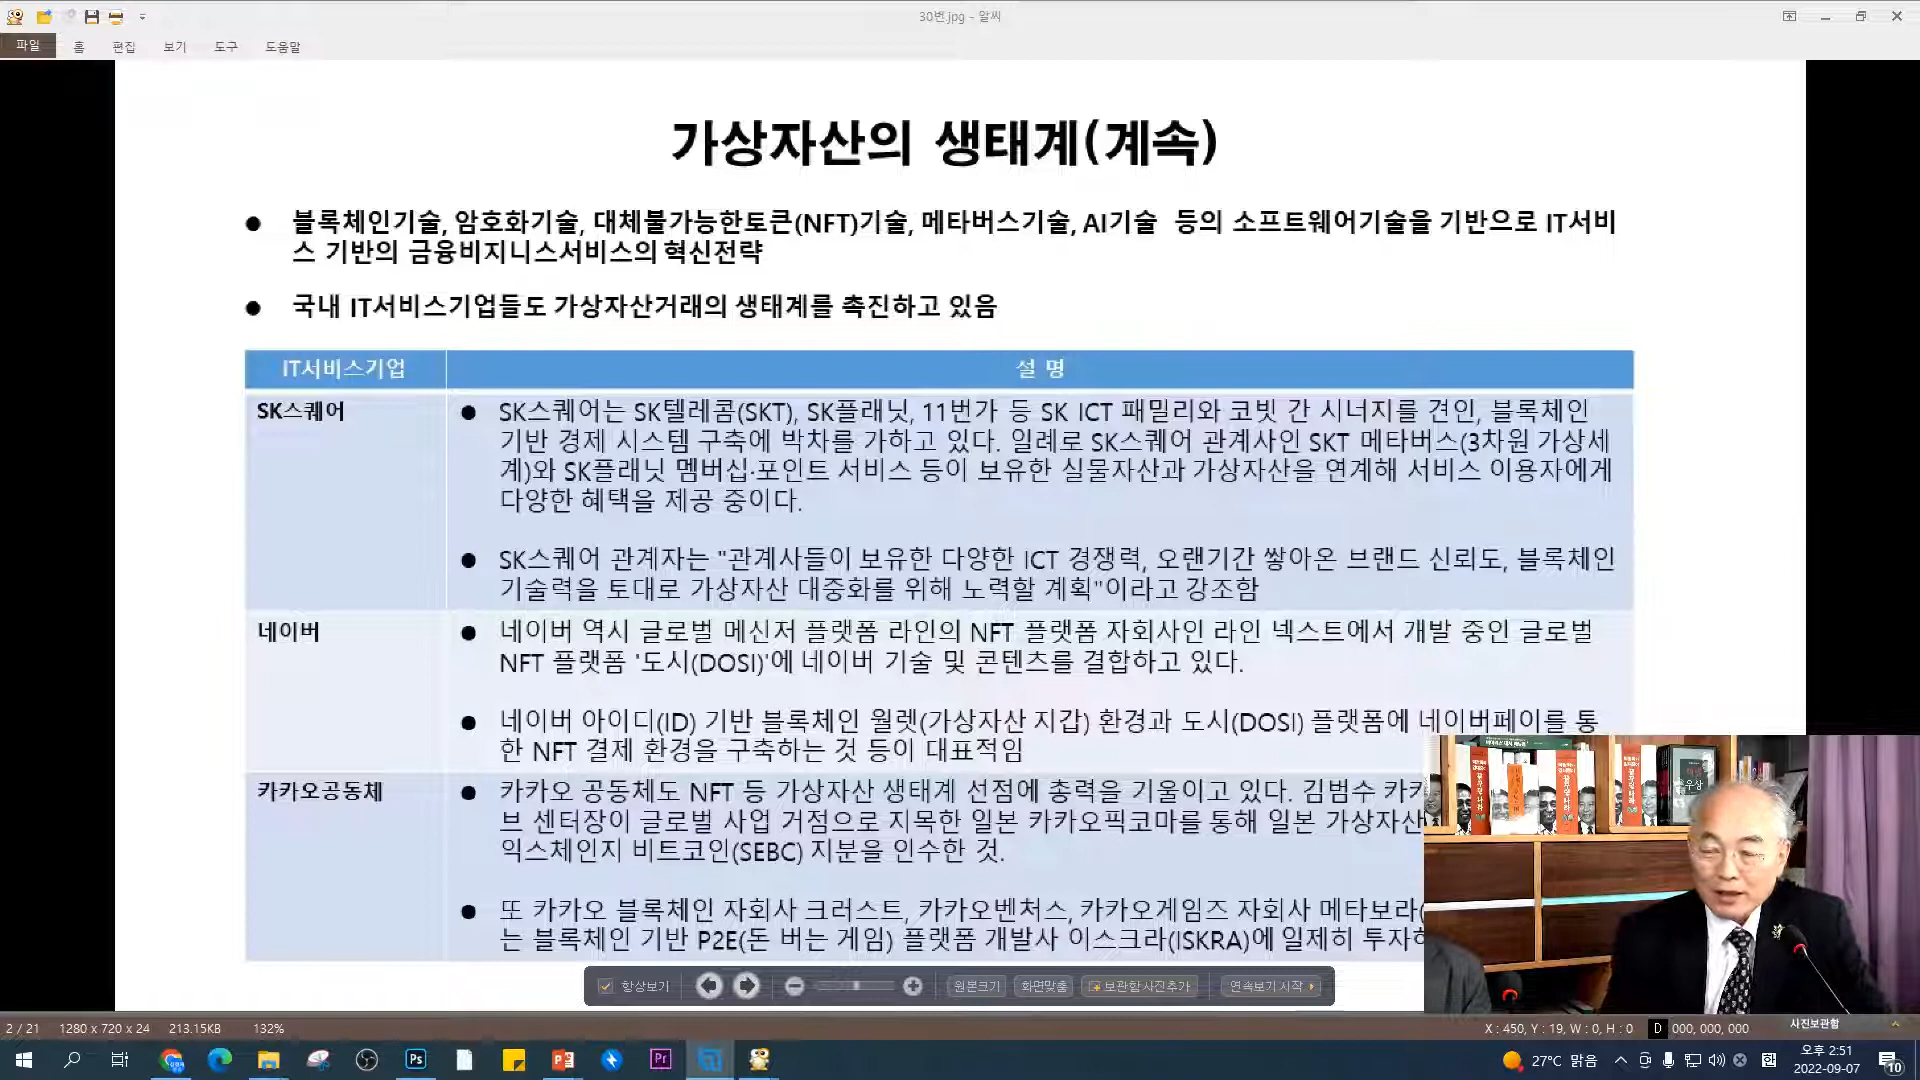 30번.jpg - 알씨
파일 홈 편집 보기 도구 도움말
가상자산의 생태계(계속)
● 블록체인기술, 암호화기술, 대체불가능한토큰(NFT)기술, 메타버스기술, AI기술 등의 소프트웨어기술을 기반으로 IT서비
스 기반의 금융비지니스서비스의 혁신전략
● 국내 IT서비스기업들도 가상자산거래의 생태계를 촉진하고 있음
IT서비스기업 설 명
SK스퀘어
● SK스퀘어는 SK텔레콤(SKT), SK플래닛, 11번가 등 SK ICT 패밀리와 코빗 간 시너지를 견인, 블록체인
기반 경제 시스템 구축에 박차를 가하고 있다. 일례로 SK스퀘어 관계사인 SKT 메타버스(3차원 가상세
계)와 SK플래닛 멤버십·포인트 서비스 등이 보유한 실물자산과 가상자산을 연계해 서비스 이용자에게
다양한 혜택을 제공 중이다.
● SK스퀘어 관계자는 "관계사들이 보유한 다양한 ICT 경쟁력, 오랜기간 쌓아온 브랜드 신뢰도, 블록체인
기술력을 토대로 가상자산 대중화를 위해 노력할 계획"이라고 강조함
네이버
● 네이버 역시 글로벌 메신저 플랫폼 라인의 NFT 플랫폼 자회사인 라인 넥스트에서 개발 중인 글로벌
NFT 플랫폼 '도시(DOSI)'에 네이버 기술 및 콘텐츠를 결합하고 있다.
● 네이버 아이디(ID) 기반 블록체인 월렛(가상자산 지갑) 환경과 도시(DOSI) 플랫폼에 네이버페이를 통
한 NFT 결제 환경을 구축하는 것 등이 대표적임
카카오공동체
● 카카오 공동체도 NFT 등 가상자산 생태계 선점에 총력을 기울이고 있다. 김범수 카카
브 센터장이 글로벌 사업 거점으로 지목한 일본 카카오픽코마를 통해 일본 가상자산
익스체인지 비트코인(SEBC) 지분을 인수한 것.
● 또 카카오 블록체인 자회사 크러스트, 카카오벤처스, 카카오게임즈 자회사 메타보라(
는 블록체인 기반 P2E(돈 버는 게임) 플랫폼 개발사 이스크라(ISKRA)에 일제히 투자하
항상보기 원본크기 화면맞춤 보관함 사진추가 연속보기 시작
2 / 21 1280 x 720 x 24 213.15KB 132% X : 450, Y : 19, W : 0, H : 0 D 000, 000, 000 사진보관함
Ps Pr 27°C 맑음 한 오후 2:51
2022-09-07 10